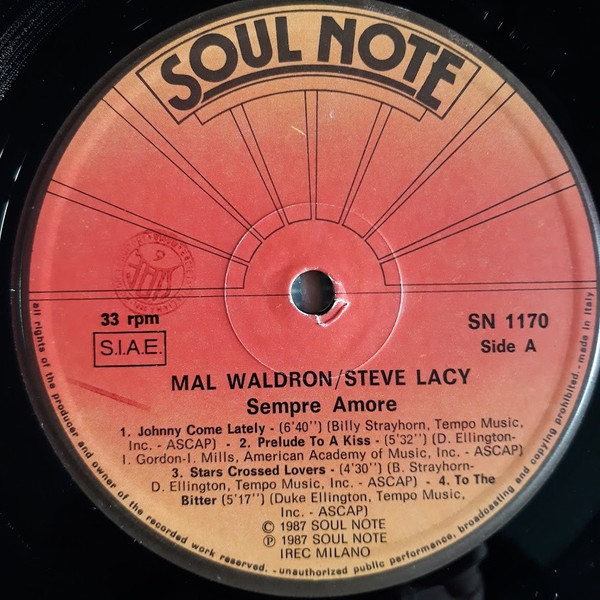 SOUL NOTE
33 rpm
S.I.A.E.
SN 1170
Side A
MAL WALDRON/STEVE LACY
Sempre Amore
1. Johnny Come Lately - (6'40") (Billy Strayhorn, Tempo Music,
Inc. - ASCAP) - 2. Prelude To A Kiss - (5'32") (D. Ellington-
I. Gordon-I. Mills, American Academy of Music, Inc. - ASCAP)
3. Stars Crossed Lovers - (4'30") (B. Strayhorn-
D. Ellington, Tempo Music, Inc. - ASCAP) - 4. To The
Bitter (5'17") (Duke Ellington, Tempo Music,
Inc. - ASCAP)
© 1987 SOUL NOTE
℗ 1987 SOUL NOTE
IREC MILANO
all rights of the producer and owner of the recorded work reserved. - unauthorized public performance, broadcasting and copying prohibited. - made in italy